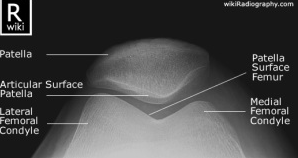 R
wiki
wikiRadiography.com
Patella
Articular Surface
Patella
Lateral
Femoral
Condyle
Patella
Surface
Femur
Medial
Femoral
Condyle